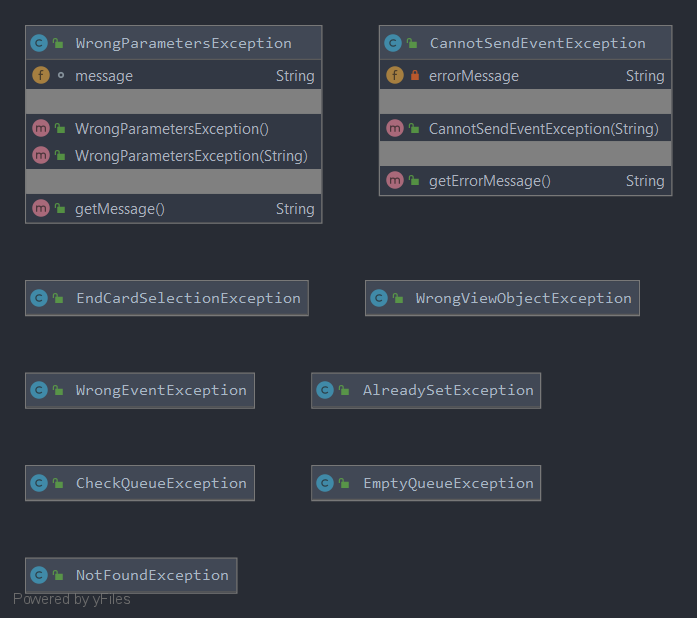 WrongParametersException
message String
WrongParametersException()
WrongParametersException(String)
getMessage() String
CannotSendEventException
errorMessage String
CannotSendEventException(String)
getErrorMessage() String
EndCardSelectionException
WrongViewObjectException
WrongEventException
AlreadySetException
CheckQueueException
EmptyQueueException
NotFoundException
Powered by yFiles